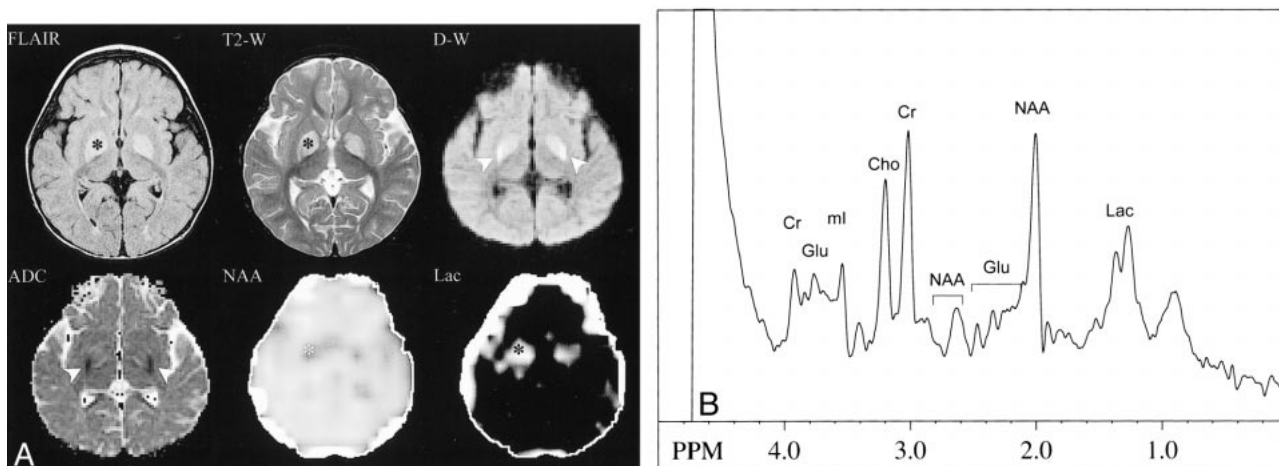 FLAIR
T2-W
D-W
*
*
ADC
NAA
Lac
*
*
A
Cr
NAA
Cho
Lac
Cr
mI
Glu
Glu
NAA
B
PPM 4.0 3.0 2.0 1.0